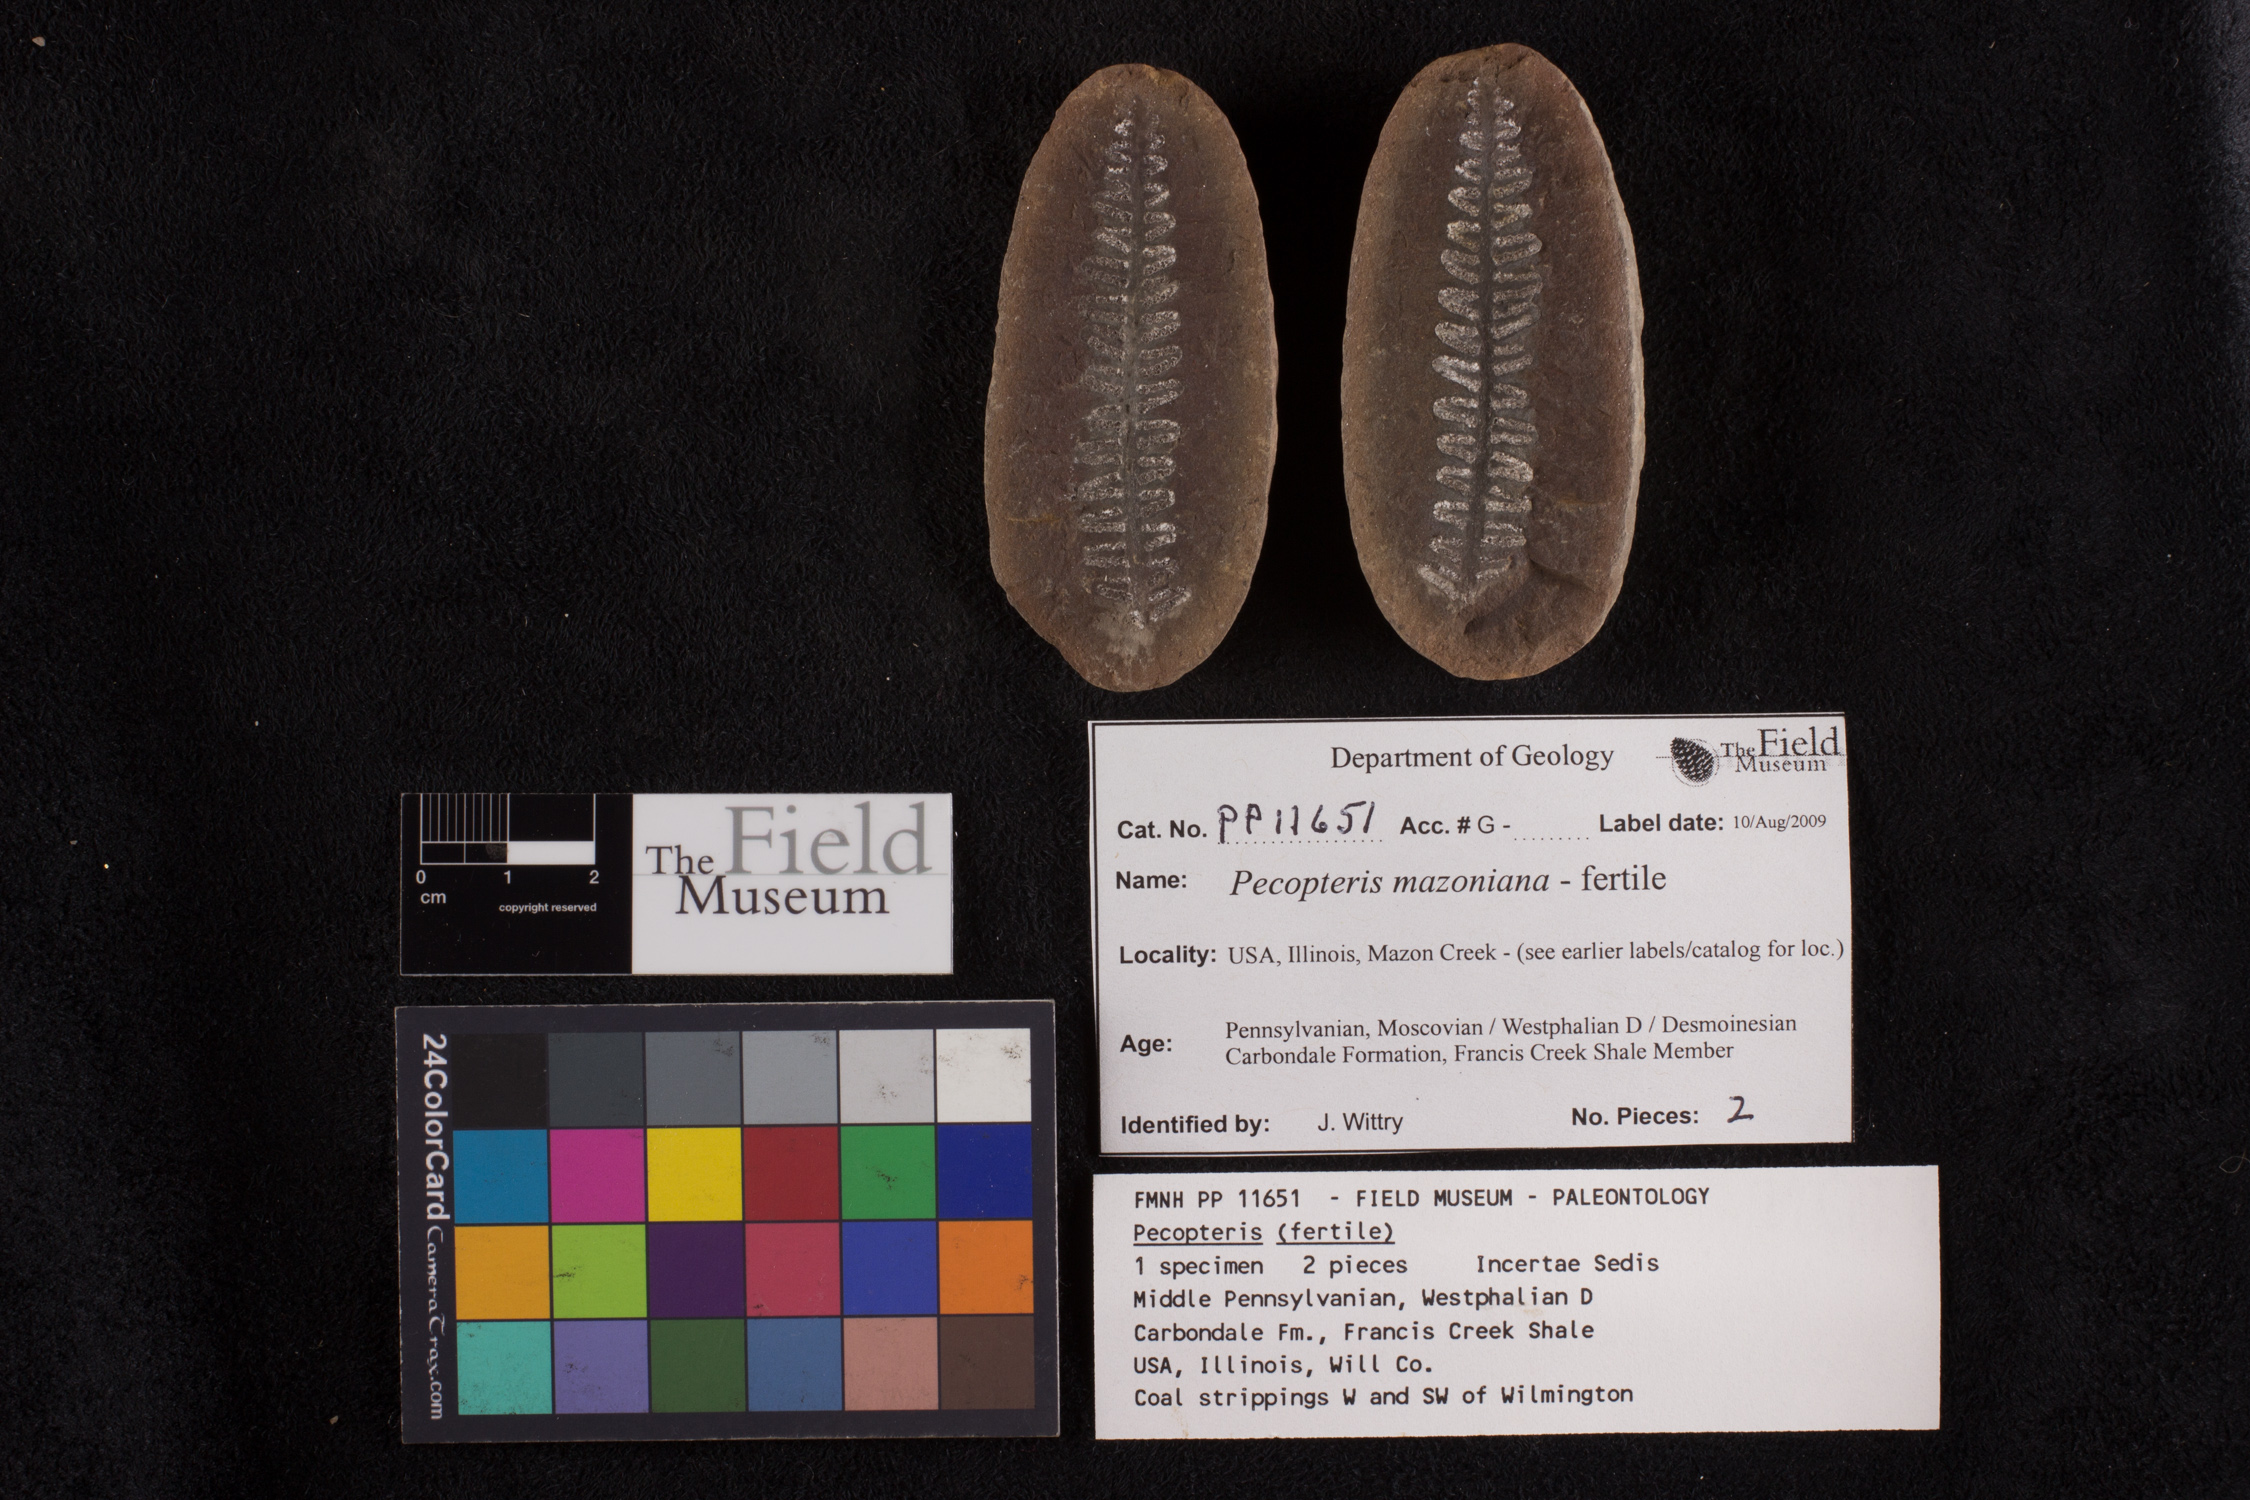 Department of Geology
The Field
Museum
Cat. No. PP11651 Acc. # G - Label date: 10/Aug/2009
Name: Pecopteris mazoniana - fertile
Locality: USA, Illinois, Mazon Creek - (see earlier labels/catalog for loc.)
Age: Pennsylvanian, Moscovian / Westphalian D / Desmoinesian
Carbondale Formation, Francis Creek Shale Member
Identified by: J. Wittry No. Pieces: 2
0 1 2
cm
copyright reserved
The Field
Museum
24ColorCard CameraTrax.com
FMNH PP 11651 - FIELD MUSEUM - PALEONTOLOGY
Pecopteris (fertile)
1 specimen 2 pieces Incertae Sedis
Middle Pennsylvanian, Westphalian D
Carbondale Fm., Francis Creek Shale
USA, Illinois, Will Co.
Coal strippings W and SW of Wilmington